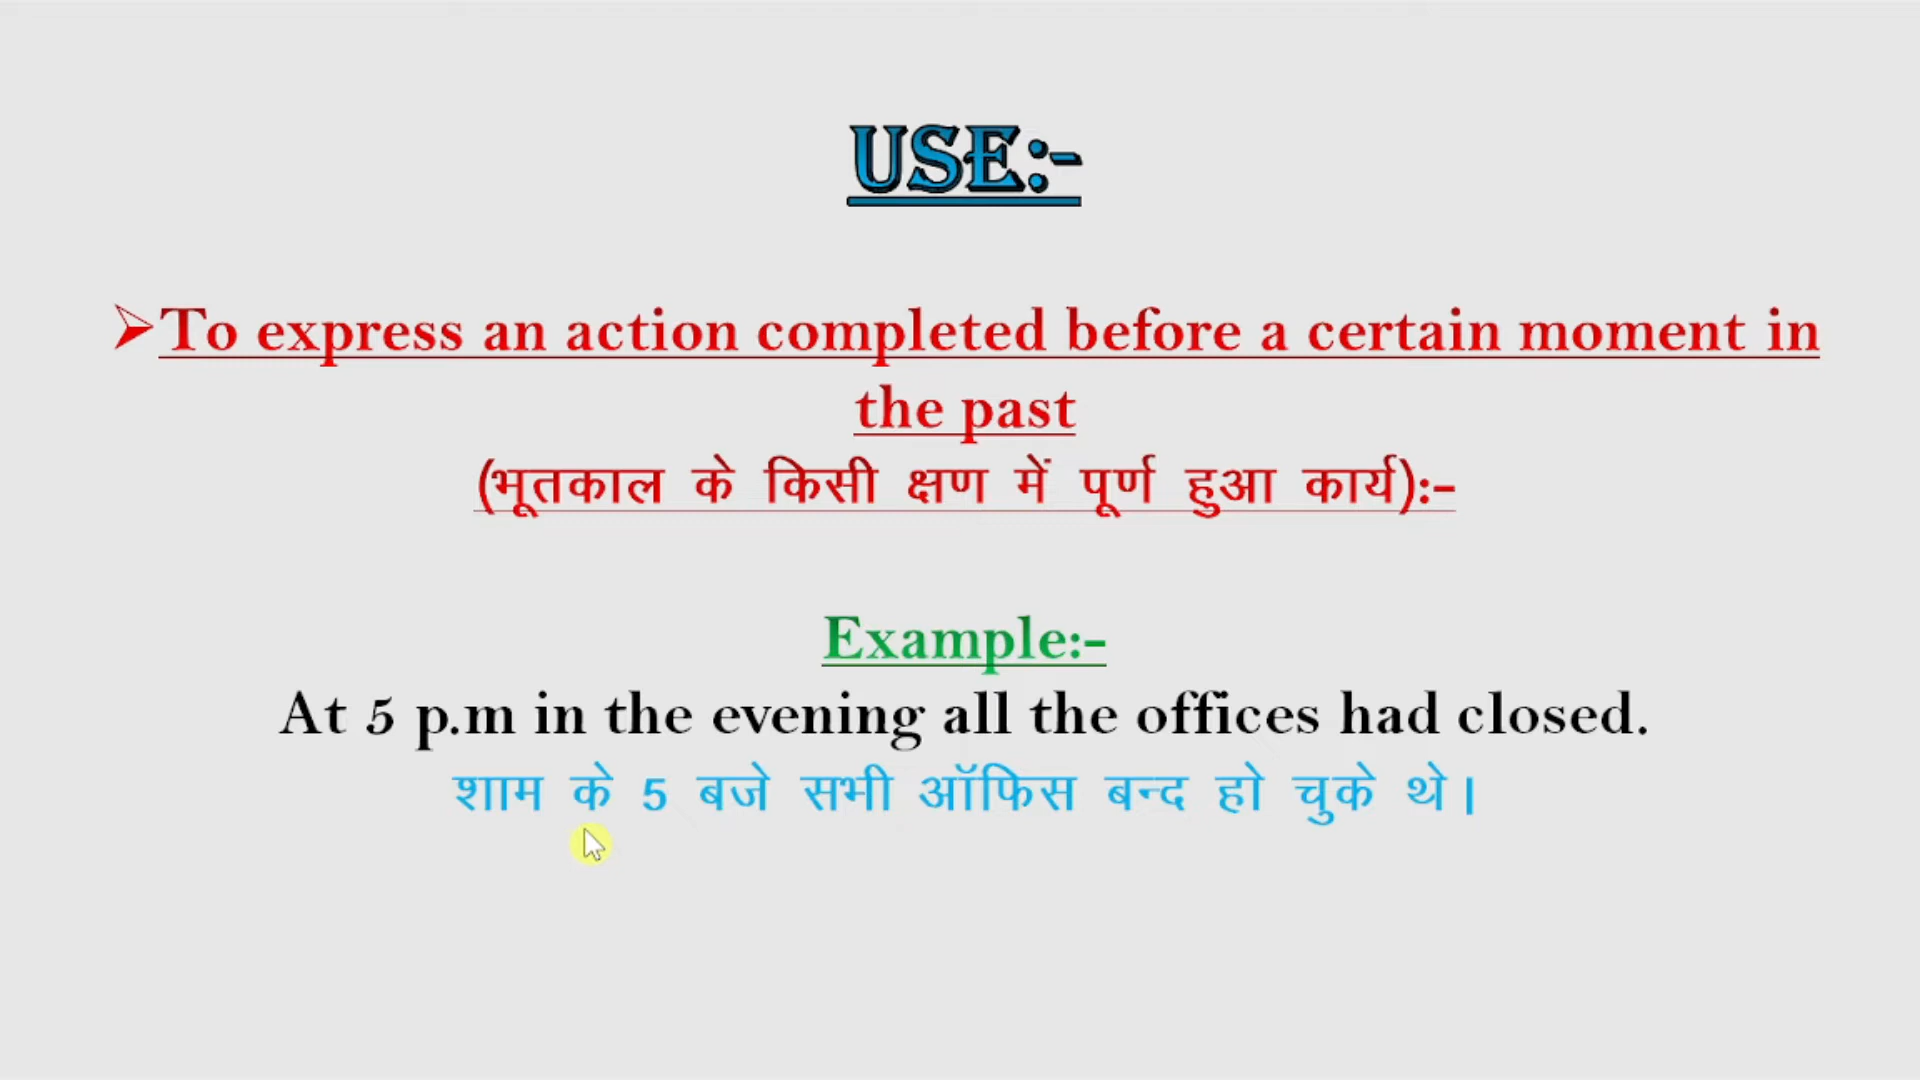 USE:-
➢To express an action completed before a certain moment in
the past
(भूतकाल के किसी क्षण में पूर्ण हुआ कार्य):-
Example:-
At 5 p.m in the evening all the offices had closed.
शाम के 5 बजे सभी ऑफिस बन्द हो चुके थे।